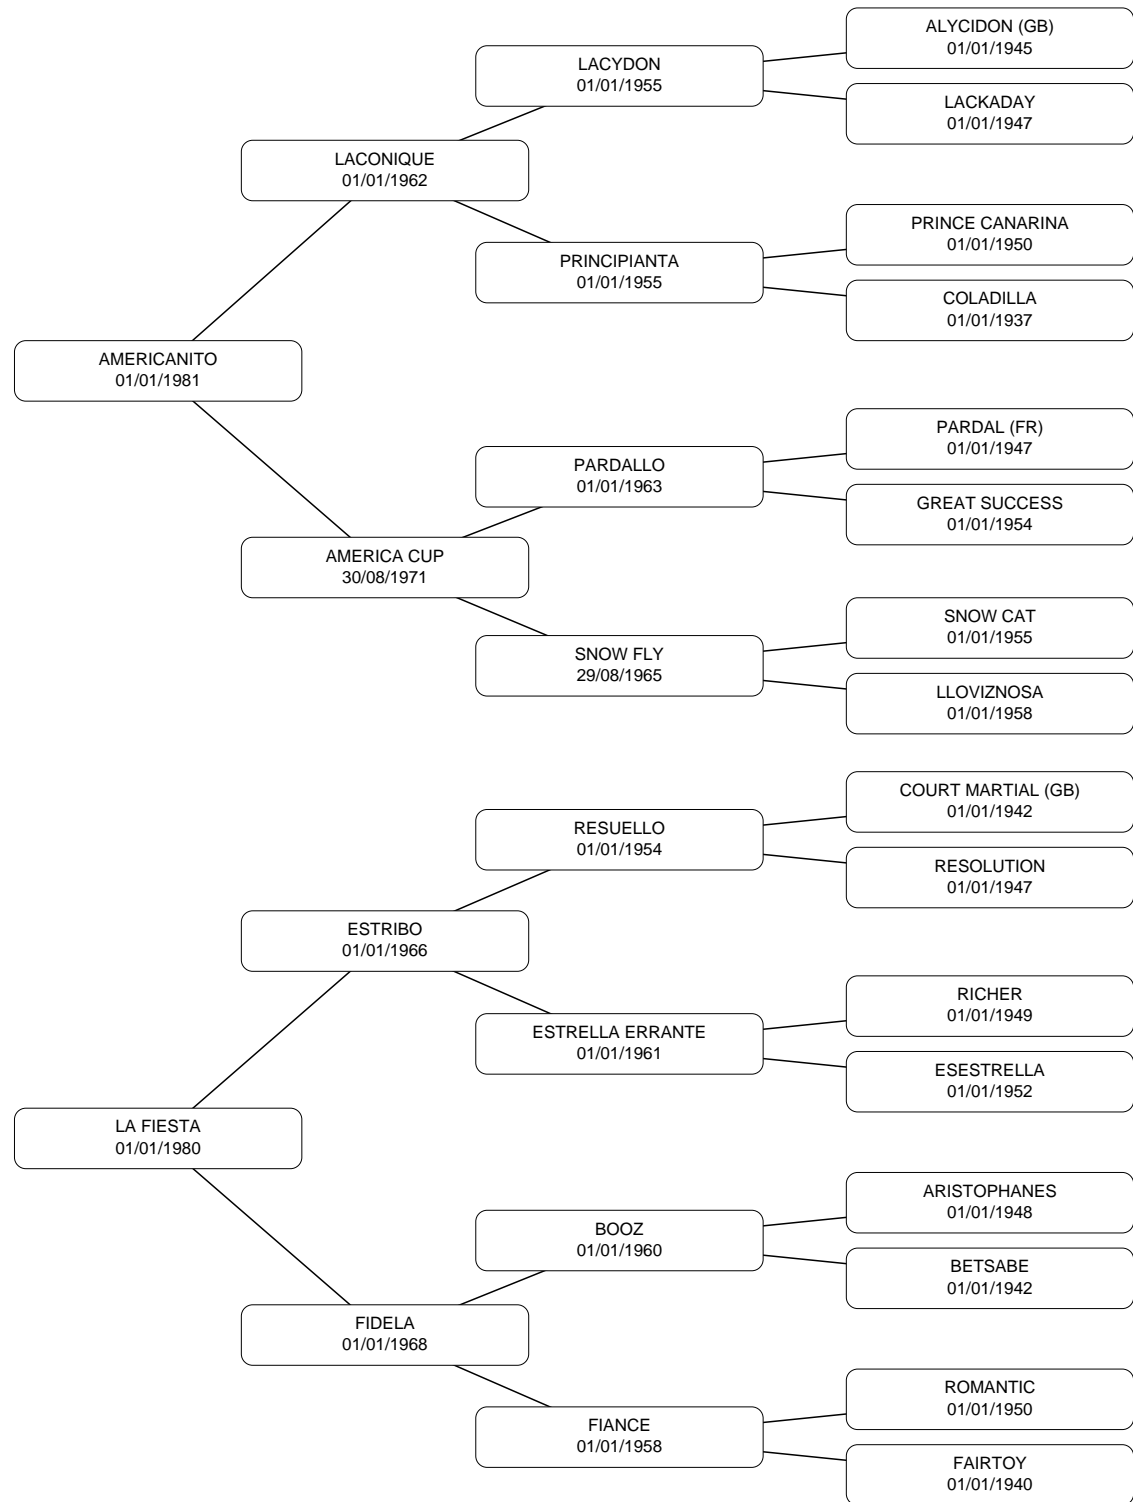 ALYCIDON (GB)
01/01/1945
LACYDON
01/01/1955
LACKADAY
01/01/1947
LACONIQUE
01/01/1962
PRINCE CANARINA
01/01/1950
PRINCIPIANTA
01/01/1955
COLADILLA
01/01/1937
AMERICANITO
01/01/1981
PARDAL (FR)
01/01/1947
PARDALLO
01/01/1963
GREAT SUCCESS
01/01/1954
AMERICA CUP
30/08/1971
SNOW CAT
01/01/1955
SNOW FLY
29/08/1965
LLOVIZNOSA
01/01/1958
COURT MARTIAL (GB)
01/01/1942
RESUELLO
01/01/1954
RESOLUTION
01/01/1947
ESTRIBO
01/01/1966
RICHER
01/01/1949
ESTRELLA ERRANTE
01/01/1961
ESESTRELLA
01/01/1952
LA FIESTA
01/01/1980
ARISTOPHANES
01/01/1948
BOOZ
01/01/1960
BETSABE
01/01/1942
FIDELA
01/01/1968
ROMANTIC
01/01/1950
FIANCE
01/01/1958
FAIRTOY
01/01/1940